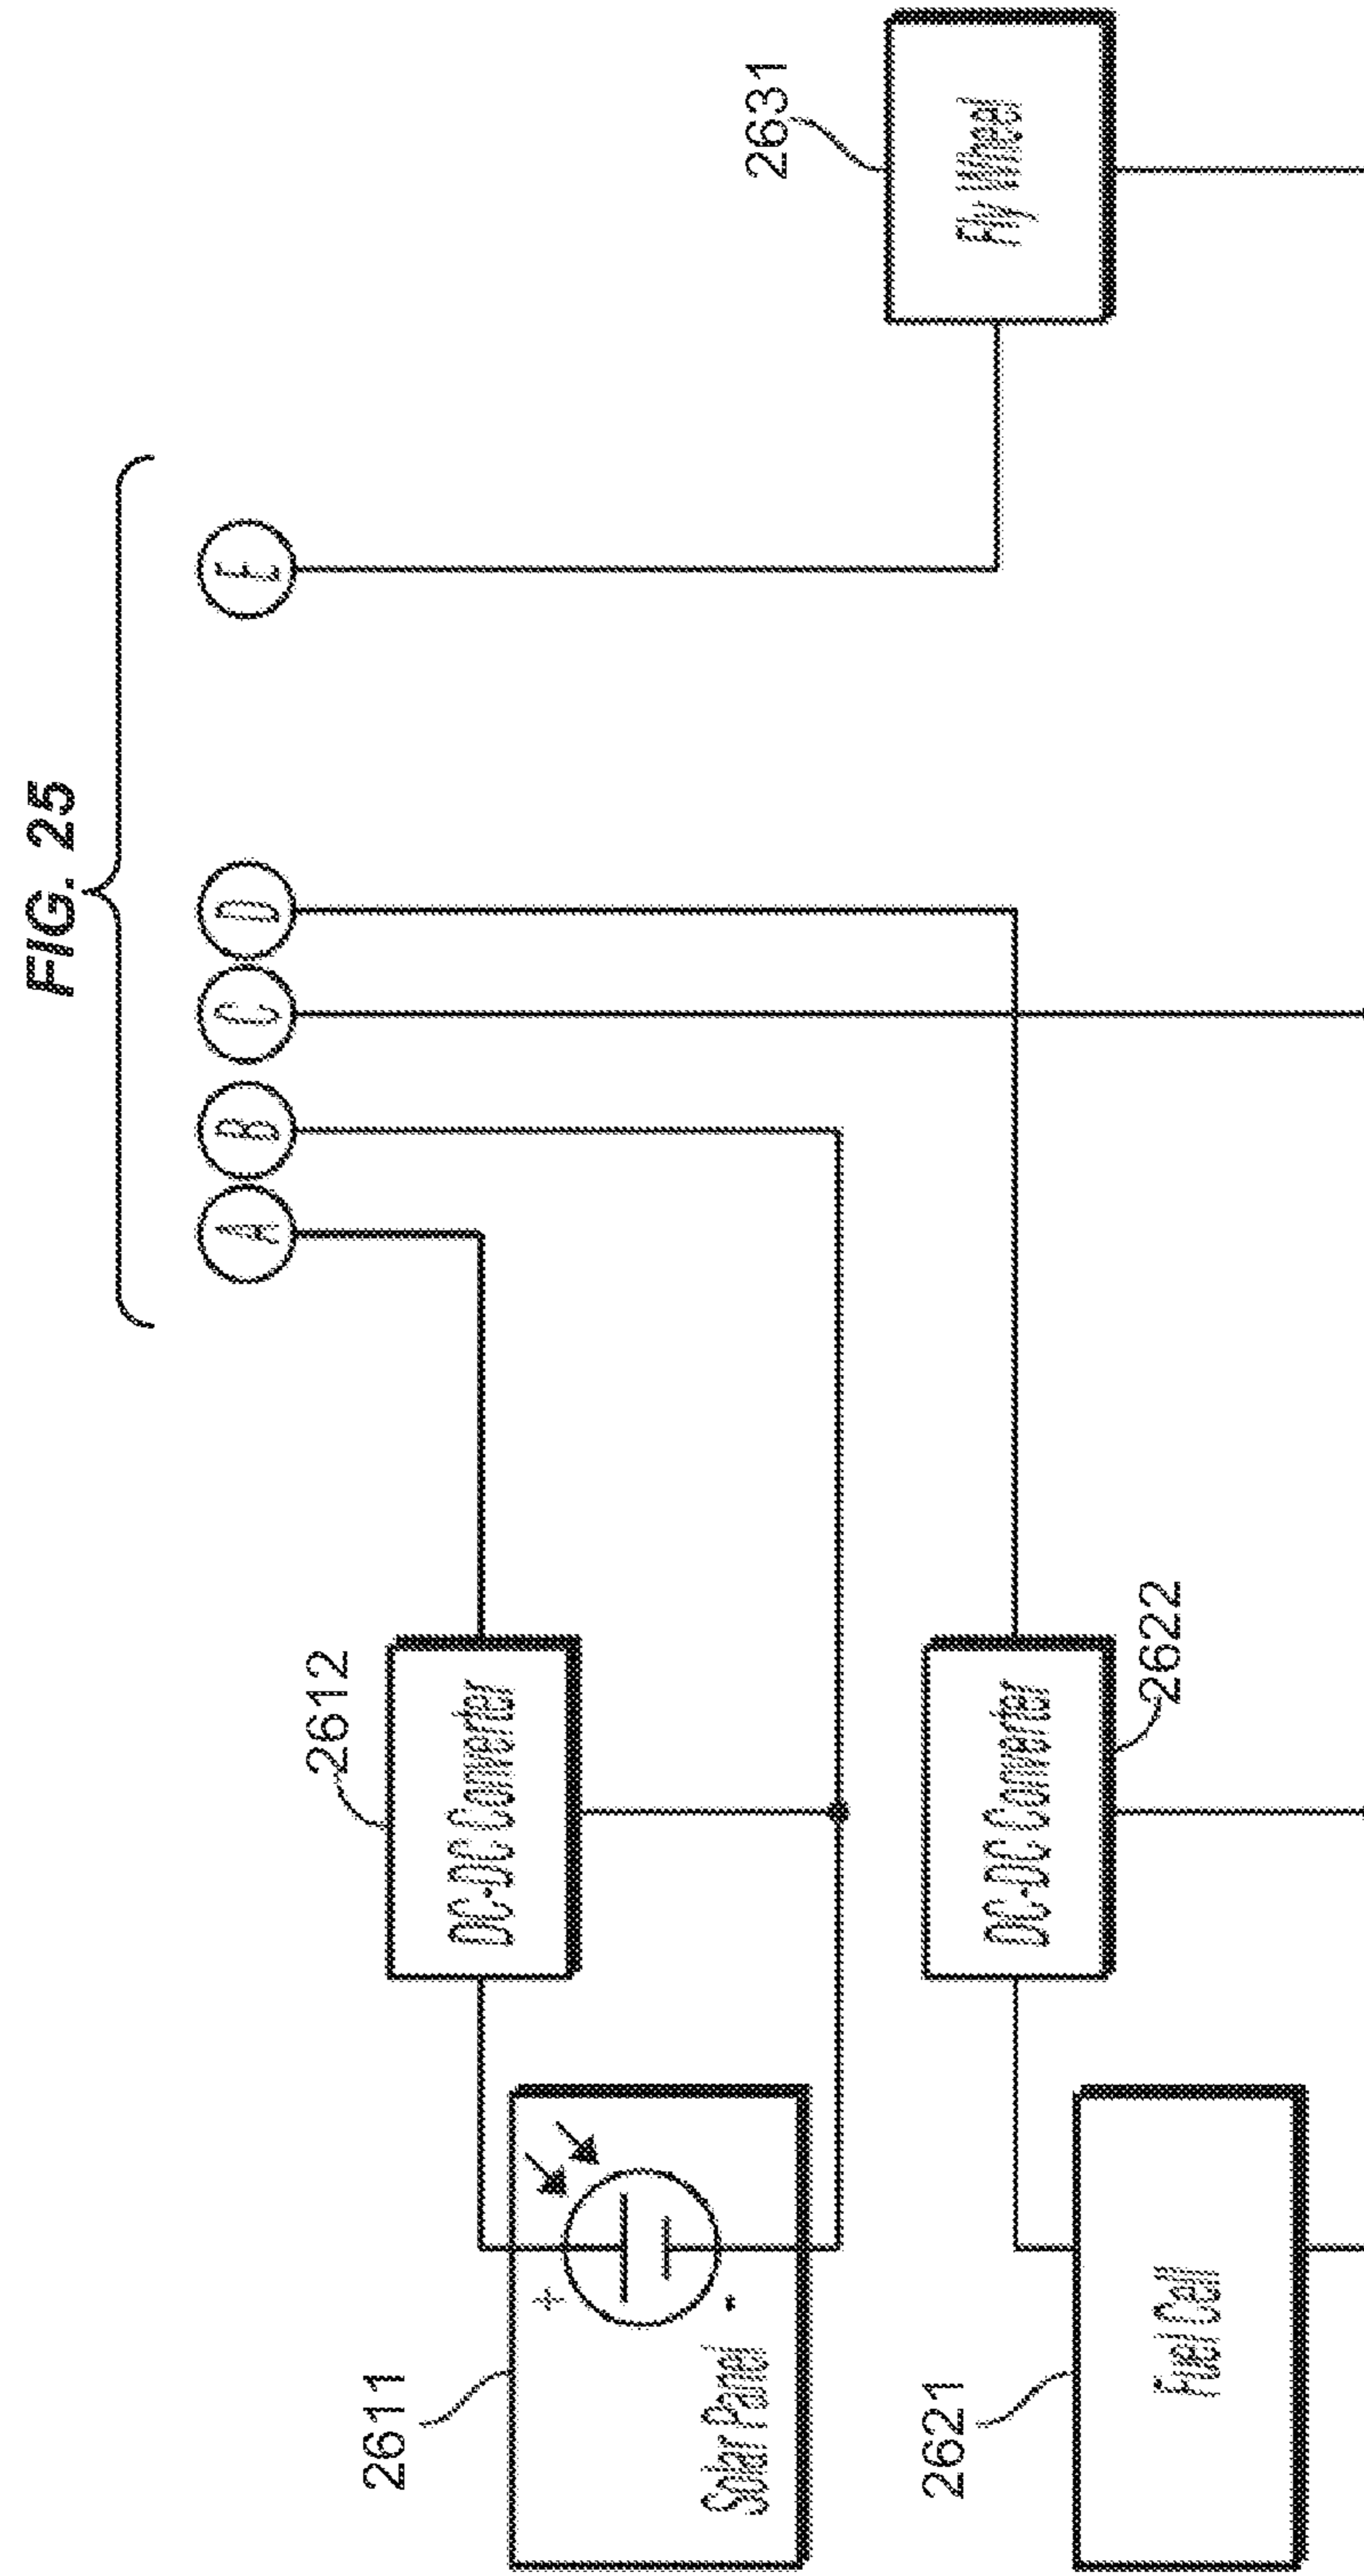 FIG. 25
A
B
C
D
E
2612
DC-DC Converter
2611
+
-
Solar Panel
2631
Fly Wheel
DC-DC Converter
2622
2621
Fuel Cell